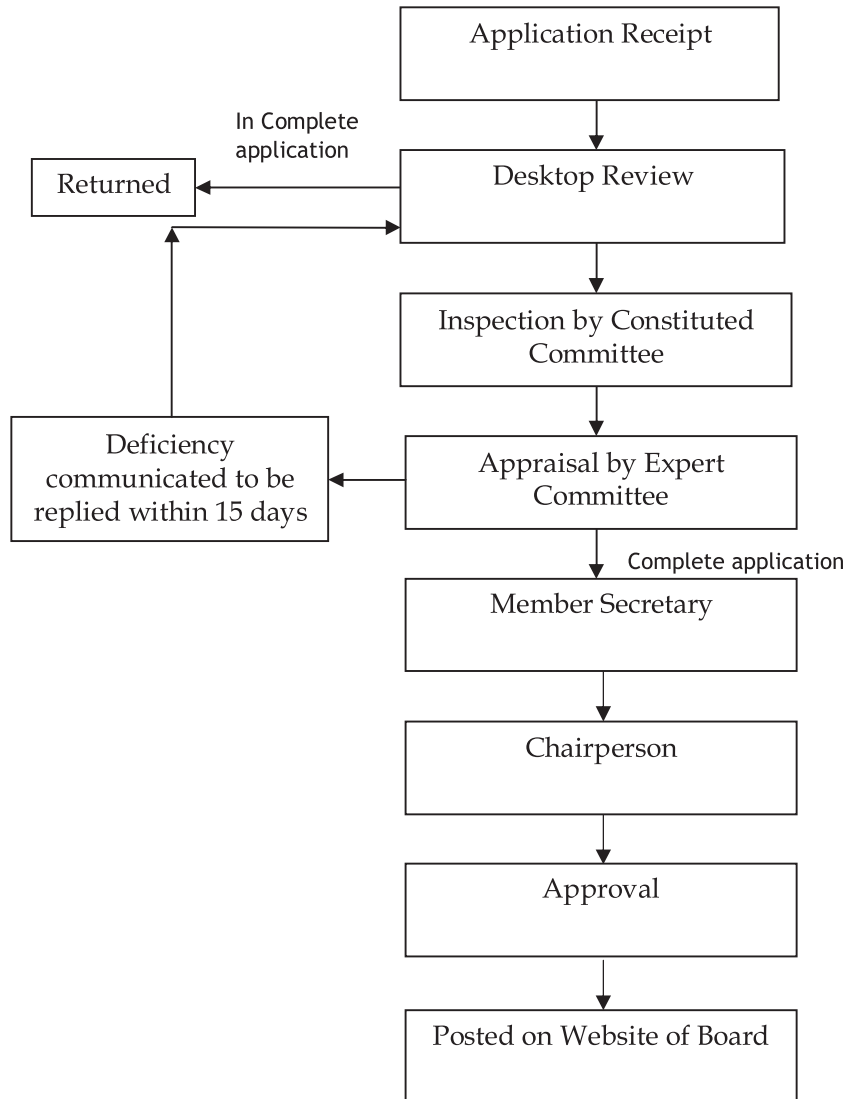 Application Receipt
In Complete
application
Returned
Desktop Review
Inspection by Constituted
Committee
Deficiency
communicated to be
replied within 15 days
Appraisal by Expert
Committee
Complete application
Member Secretary
Chairperson
Approval
Posted on Website of Board